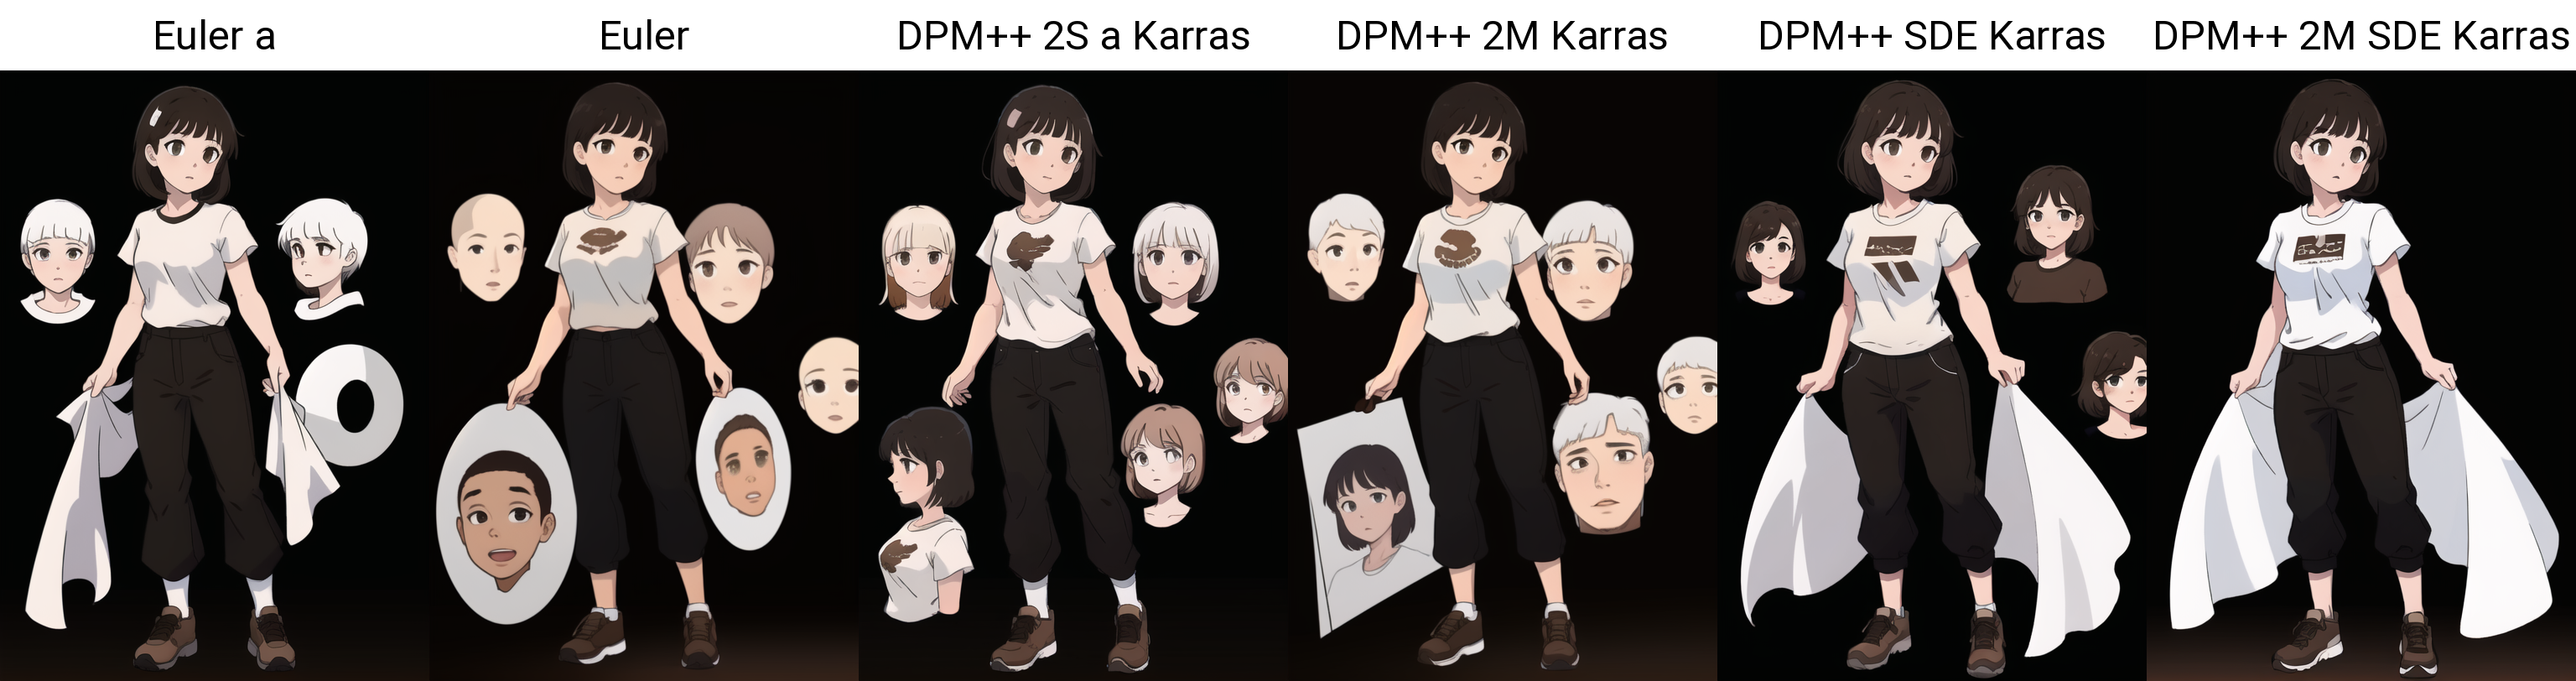 Euler a
Euler
DPM++ 2S a Karras
DPM++ 2M Karras
DPM++ SDE Karras
DPM++ 2M SDE Karras